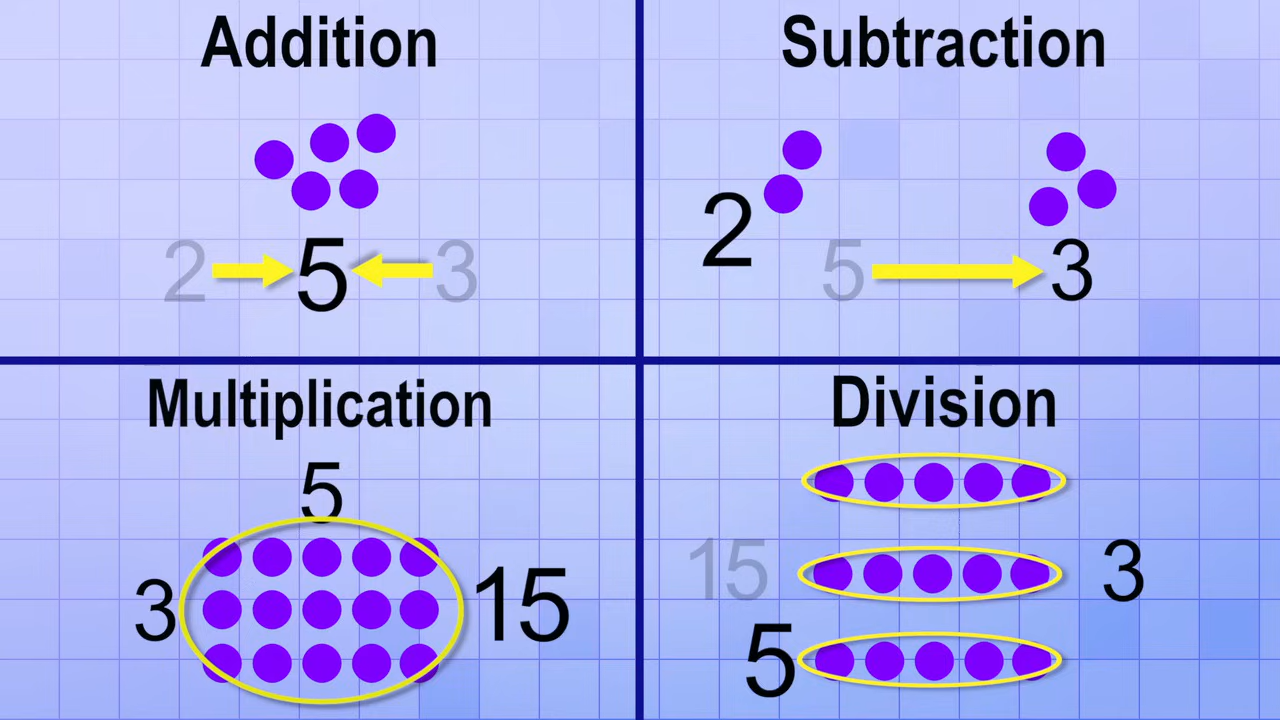 Addition
2 5 3
Subtraction
2
5 3
Multiplication
5
3 15
Division
15 3
5